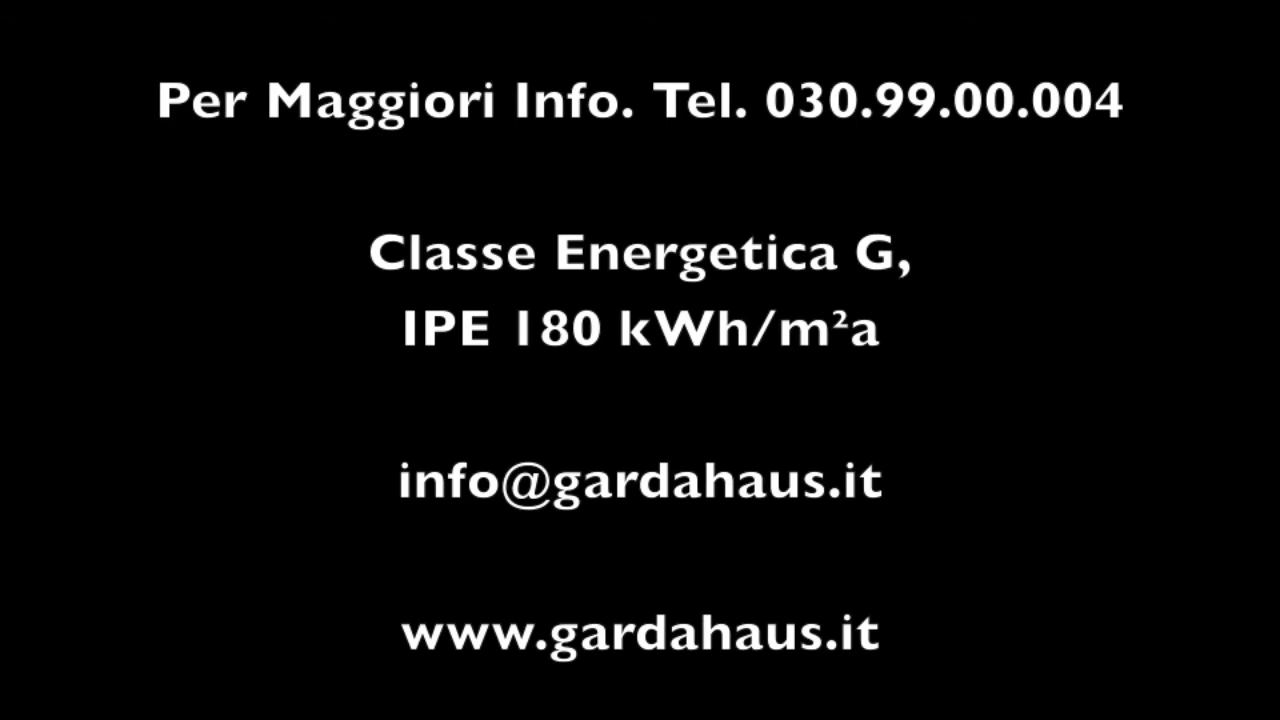 Per Maggiori Info. Tel. 030.99.00.004
Classe Energetica G,
IPE 180 kWh/m²a
info@gardahaus.it
www.gardahaus.it